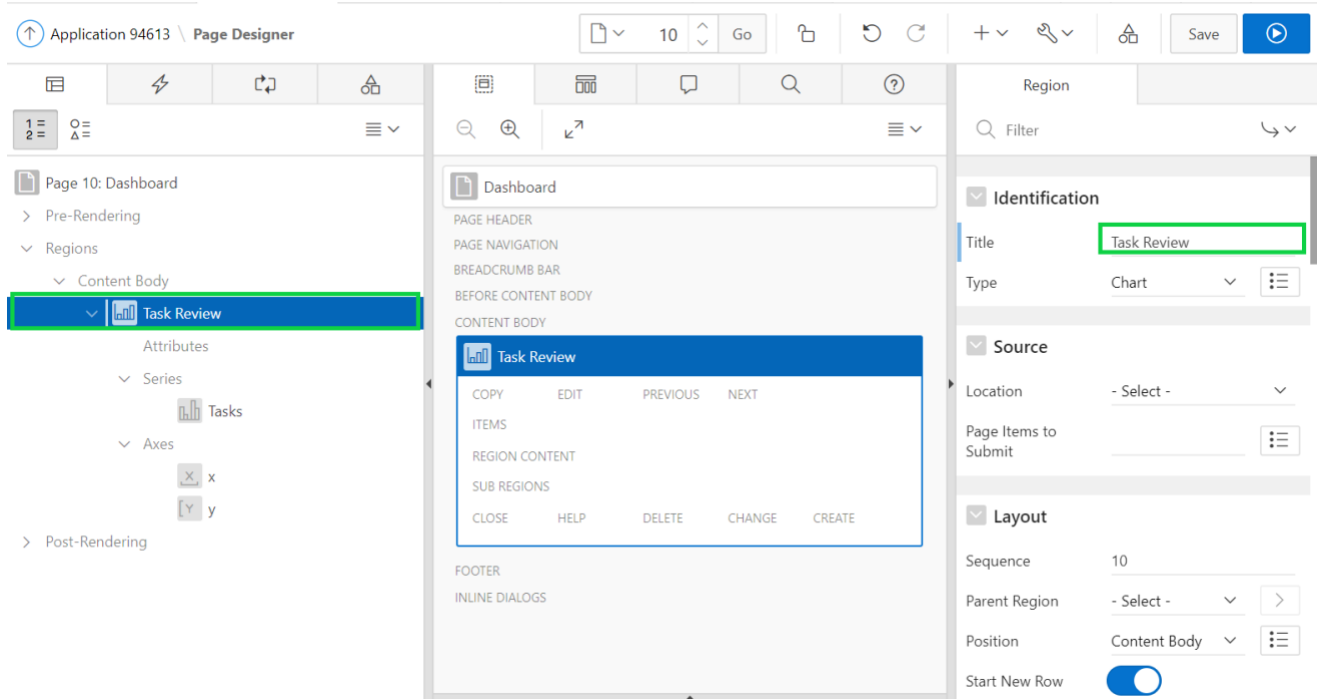 Application 94613 \ Page Designer
10
Go
Save
1 =
2 =
Page 10: Dashboard
Pre-Rendering
Regions
Content Body
Task Review
Attributes
Series
Tasks
Axes
X x
Y y
Post-Rendering
Dashboard
PAGE HEADER
PAGE NAVIGATION
BREADCRUMB BAR
BEFORE CONTENT BODY
CONTENT BODY
Task Review
COPY EDIT PREVIOUS NEXT
ITEMS
REGION CONTENT
SUB REGIONS
CLOSE HELP DELETE CHANGE CREATE
FOOTER
INLINE DIALOGS
Region
Filter
Identification
Title Task Review
Type Chart
Source
Location - Select -
Page Items to
Submit
Layout
Sequence 10
Parent Region - Select -
Position Content Body
Start New Row